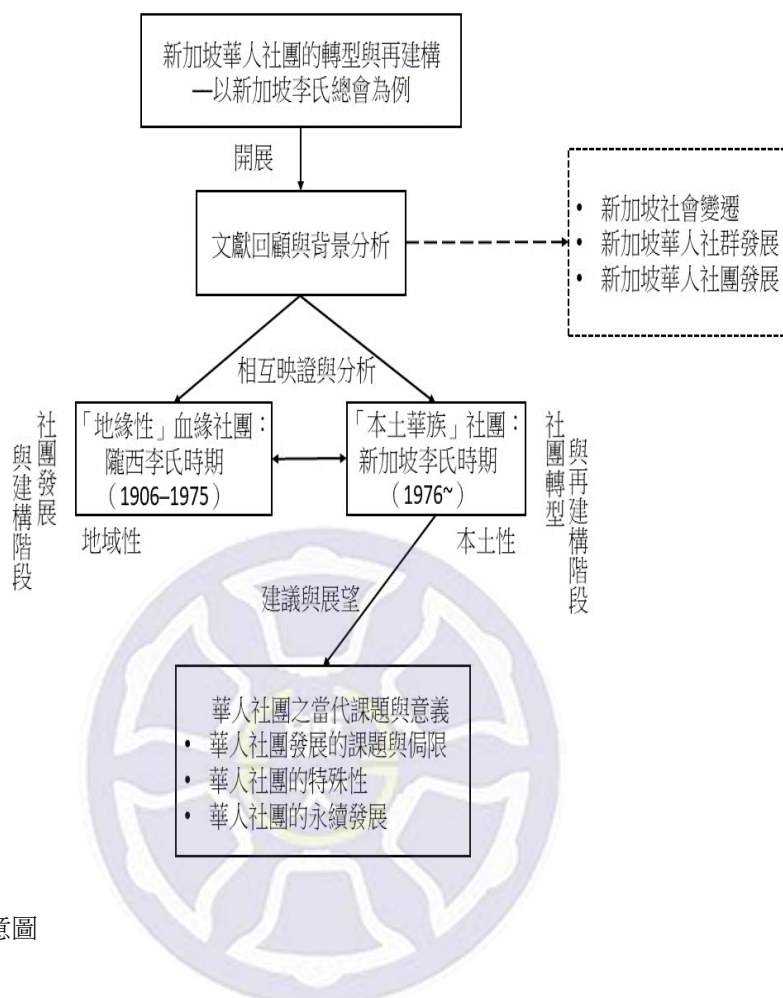 新加坡華人社團的轉型與再建構
—以新加坡李氏總會為例
開展
文獻回顧與背景分析
• 新加坡社會變遷
• 新加坡華人社群發展
• 新加坡華人社團發展
相互映證與分析
社團發展
與建構階段
「地緣性」血緣社團：
隴西李氏時期
（1906–1975）
地域性
「本土華族」社團：
新加坡李氏時期
（1976~）
本土性
社團轉型
與再建構階段
建議與展望
華人社團之當代課題與意義
• 華人社團發展的課題與侷限
• 華人社團的特殊性
• 華人社團的永續發展
意圖